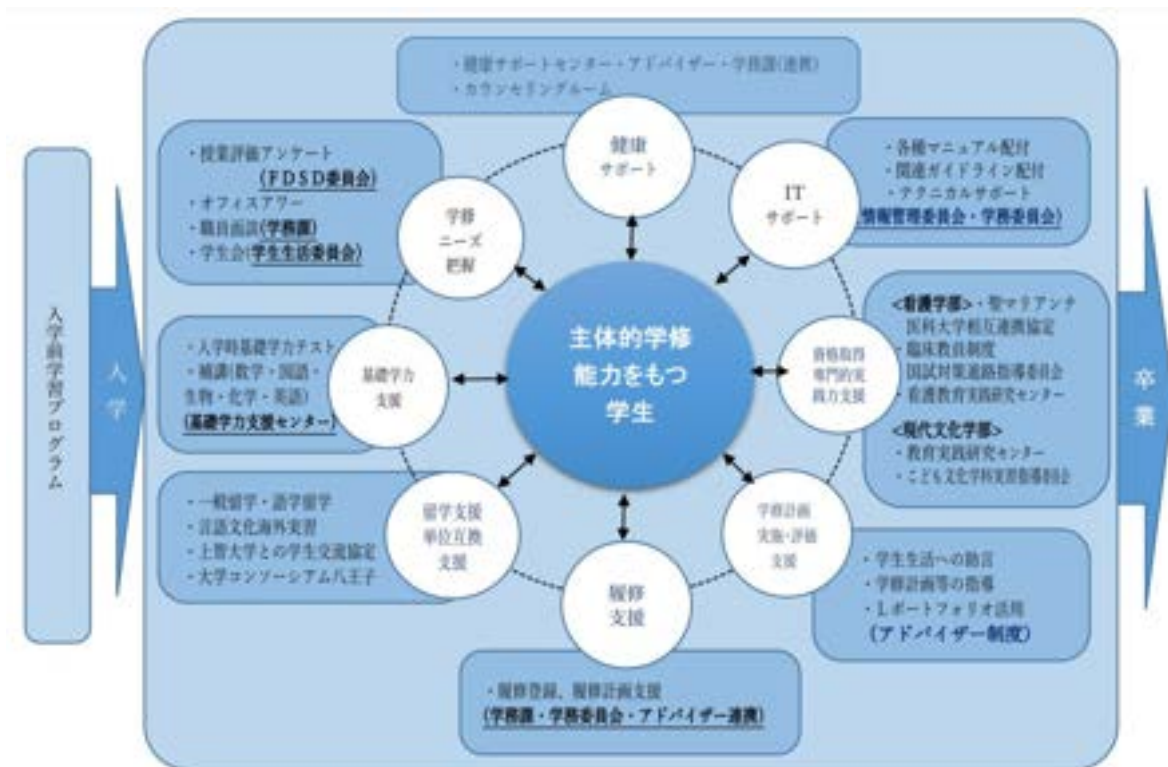 ・健康サポートセンター・アドバイザー・学務課(連携)
・カウンセリングルーム
健康
サポート
・授業評価アンケート
(FDSD委員会)
・オフィスアワー
・職員面談(学務課)
・学生会(学生生活委員会)
学修
ニーズ
把握
・各種マニュアル配付
・関連ガイドライン配付
・テクニカルサポート
(情報管理委員会・学務委員会)
IT
サポート
入学前学習プログラム
入学
・入学時基礎学力テスト
・補講(数学・国語・
生物・化学・英語)
(基礎学力支援センター)
基礎学力
支援
主体的学修
能力をもつ
学生
資格取得
専門的実
践力支援
<看護学部>・聖マリアンナ
医科大学相互連携協定
・臨床教員制度
・国試対策進路指導委員会
・看護教育実践研究センター
<現代文化学部>
・教育実践研究センター
・こども文化学科実習指導委員会
卒業
・一般留学・語学留学
・言語文化海外実習
・上智大学との学生交流協定
・大学コンソーシアム八王子
留学支援
単位互換
支援
学修計画
実施・評価
支援
・学生生活への助言
・学修計画等の指導
・Lポートフォリオ活用
(アドバイザー制度)
履修
支援
・履修登録、履修計画支援
(学務課・学務委員会・アドバイザー連携)